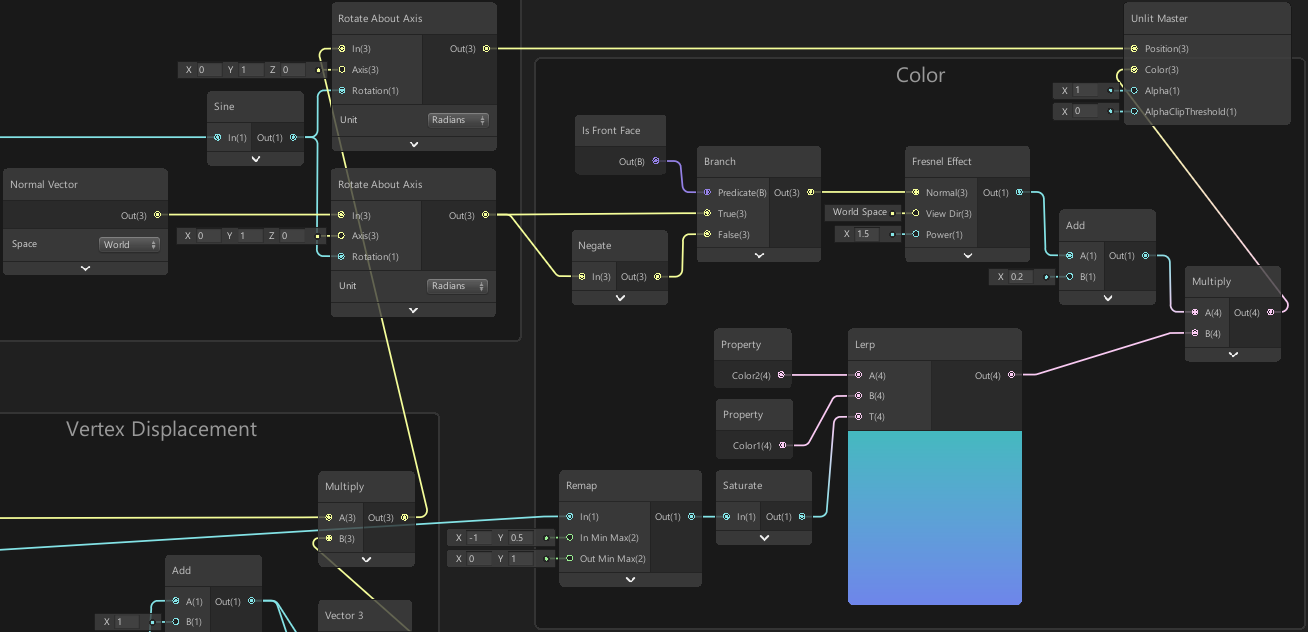 Rotate About Axis
In(3) Out(3)
X 0 Y 1 Z 0 Axis(3)
Rotation(1)
Unit Radians
Sine
In(1) Out(1)
Normal Vector
Out(3)
Space World
Rotate About Axis
In(3) Out(3)
X 0 Y 1 Z 0 Axis(3)
Rotation(1)
Unit Radians
Color
Is Front Face
Out(B)
Negate
In(3) Out(3)
Branch
Predicate(B) Out(3)
True(3)
False(3)
Fresnel Effect
Normal(3) Out(1)
World Space View Dir(3)
X 1.5 Power(1)
Add
A(1) Out(1)
X 0.2 B(1)
Multiply
A(4) Out(4)
B(4)
Unlit Master
Position(3)
Color(3)
X 1 Alpha(1)
X 0 AlphaClipThreshold(1)
Property
Color2(4)
Property
Color1(4)
Lerp
A(4) Out(4)
B(4)
T(4)
Remap
In(1) Out(1)
X -1 Y 0.5 In Min Max(2)
X 0 Y 1 Out Min Max(2)
Saturate
In(1) Out(1)
Vertex Displacement
Multiply
A(3) Out(3)
B(3)
Add
A(1) Out(1)
X 1 B(1)
Vector 3